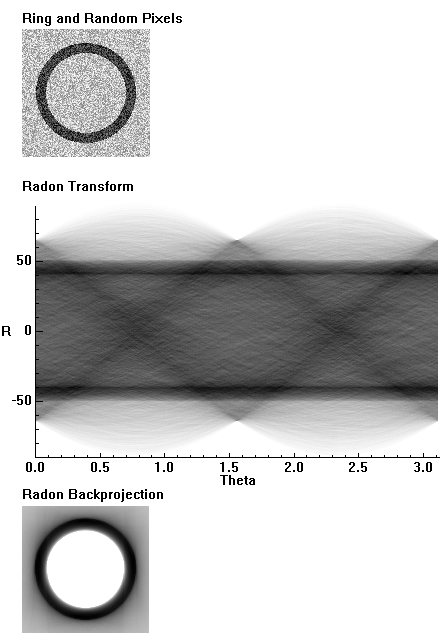 Ring and Random Pixels
Radon Transform
50
R 0
-50
0.0 0.5 1.0 1.5 2.0 2.5 3.0
Theta
Radon Backprojection